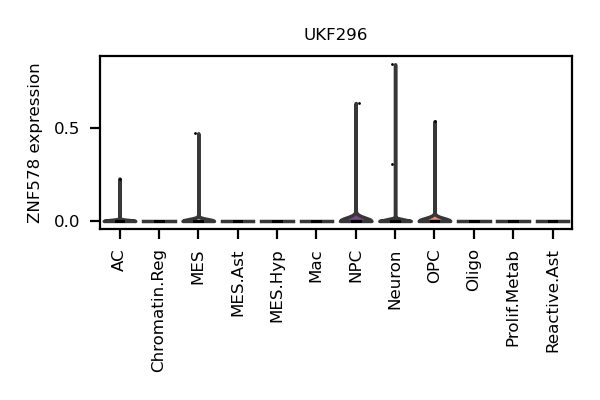 UKF296
ZNF578 expression
0.5
0.0
AC
Chromatin.Reg
MES
MES.Ast
MES.Hyp
Mac
NPC
Neuron
OPC
Oligo
Prolif.Metab
Reactive.Ast